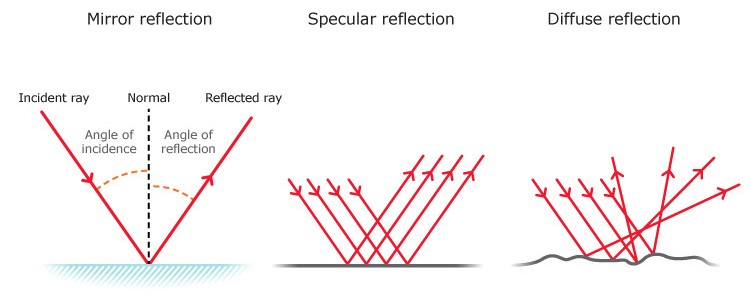 Mirror reflection
Specular reflection
Diffuse reflection
Incident ray
Normal
Reflected ray
Angle of
incidence
Angle of
reflection